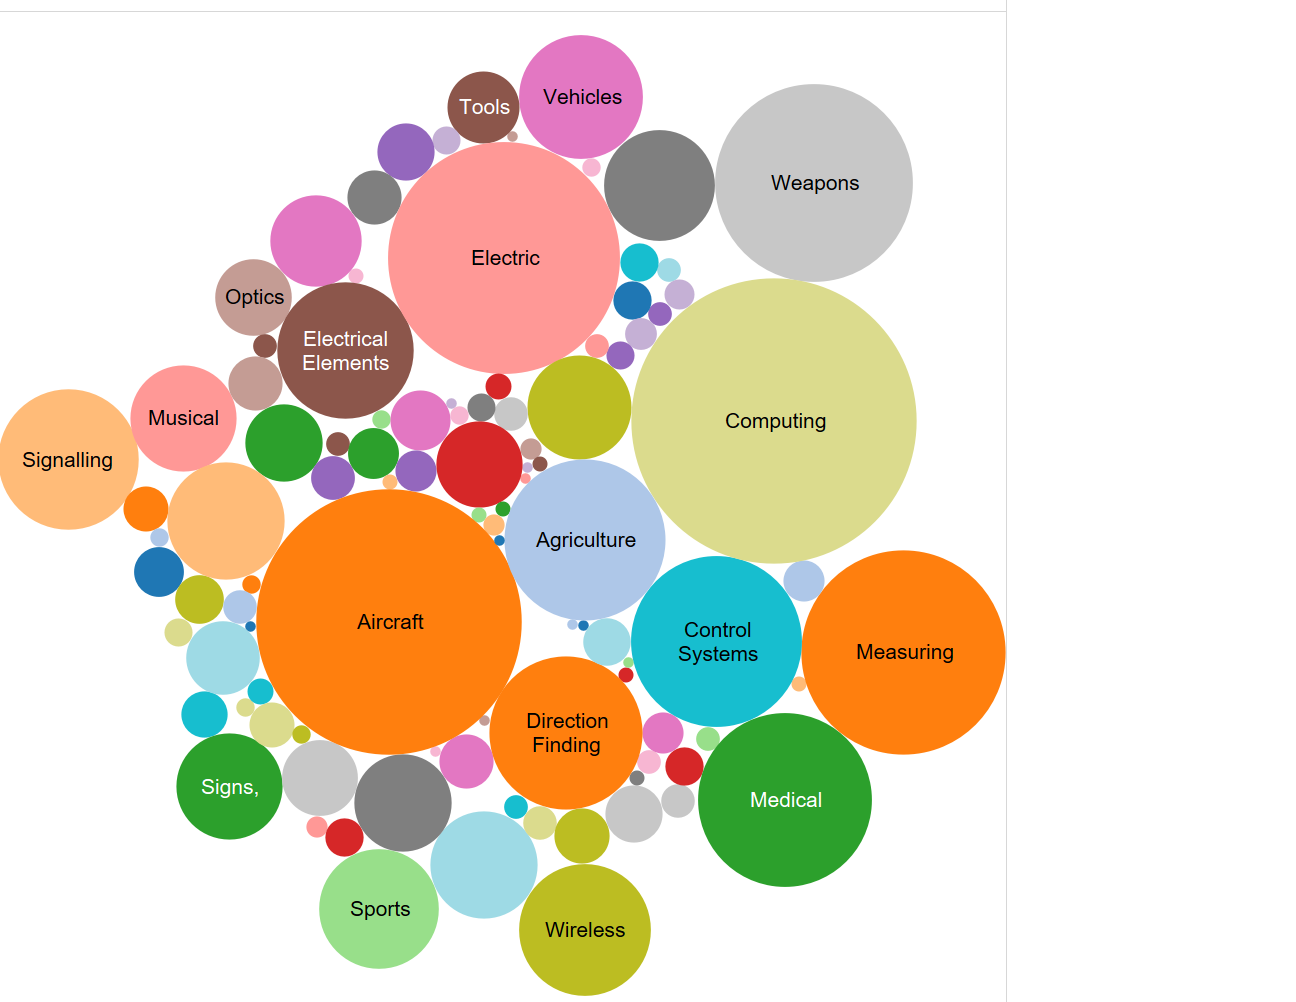 Vehicles
Tools
Weapons
Electric
Optics
Electrical
Elements
Musical
Computing
Signalling
Agriculture
Aircraft
Control
Systems
Measuring
Direction
Finding
Signs,
Medical
Sports
Wireless